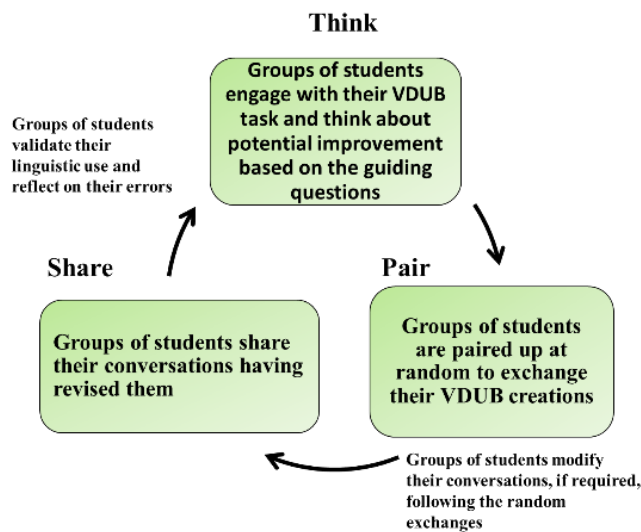 Think
Groups of students
engage with their VDUB
task and think about
potential improvement
based on the guiding
questions
Groups of students
validate their
linguistic use and
reflect on their errors
Share
Pair
Groups of students share
their conversations having
revised them
Groups of students
are paired up at
random to exchange
their VDUB creations
Groups of students modify
their conversations, if required,
following the random
exchanges